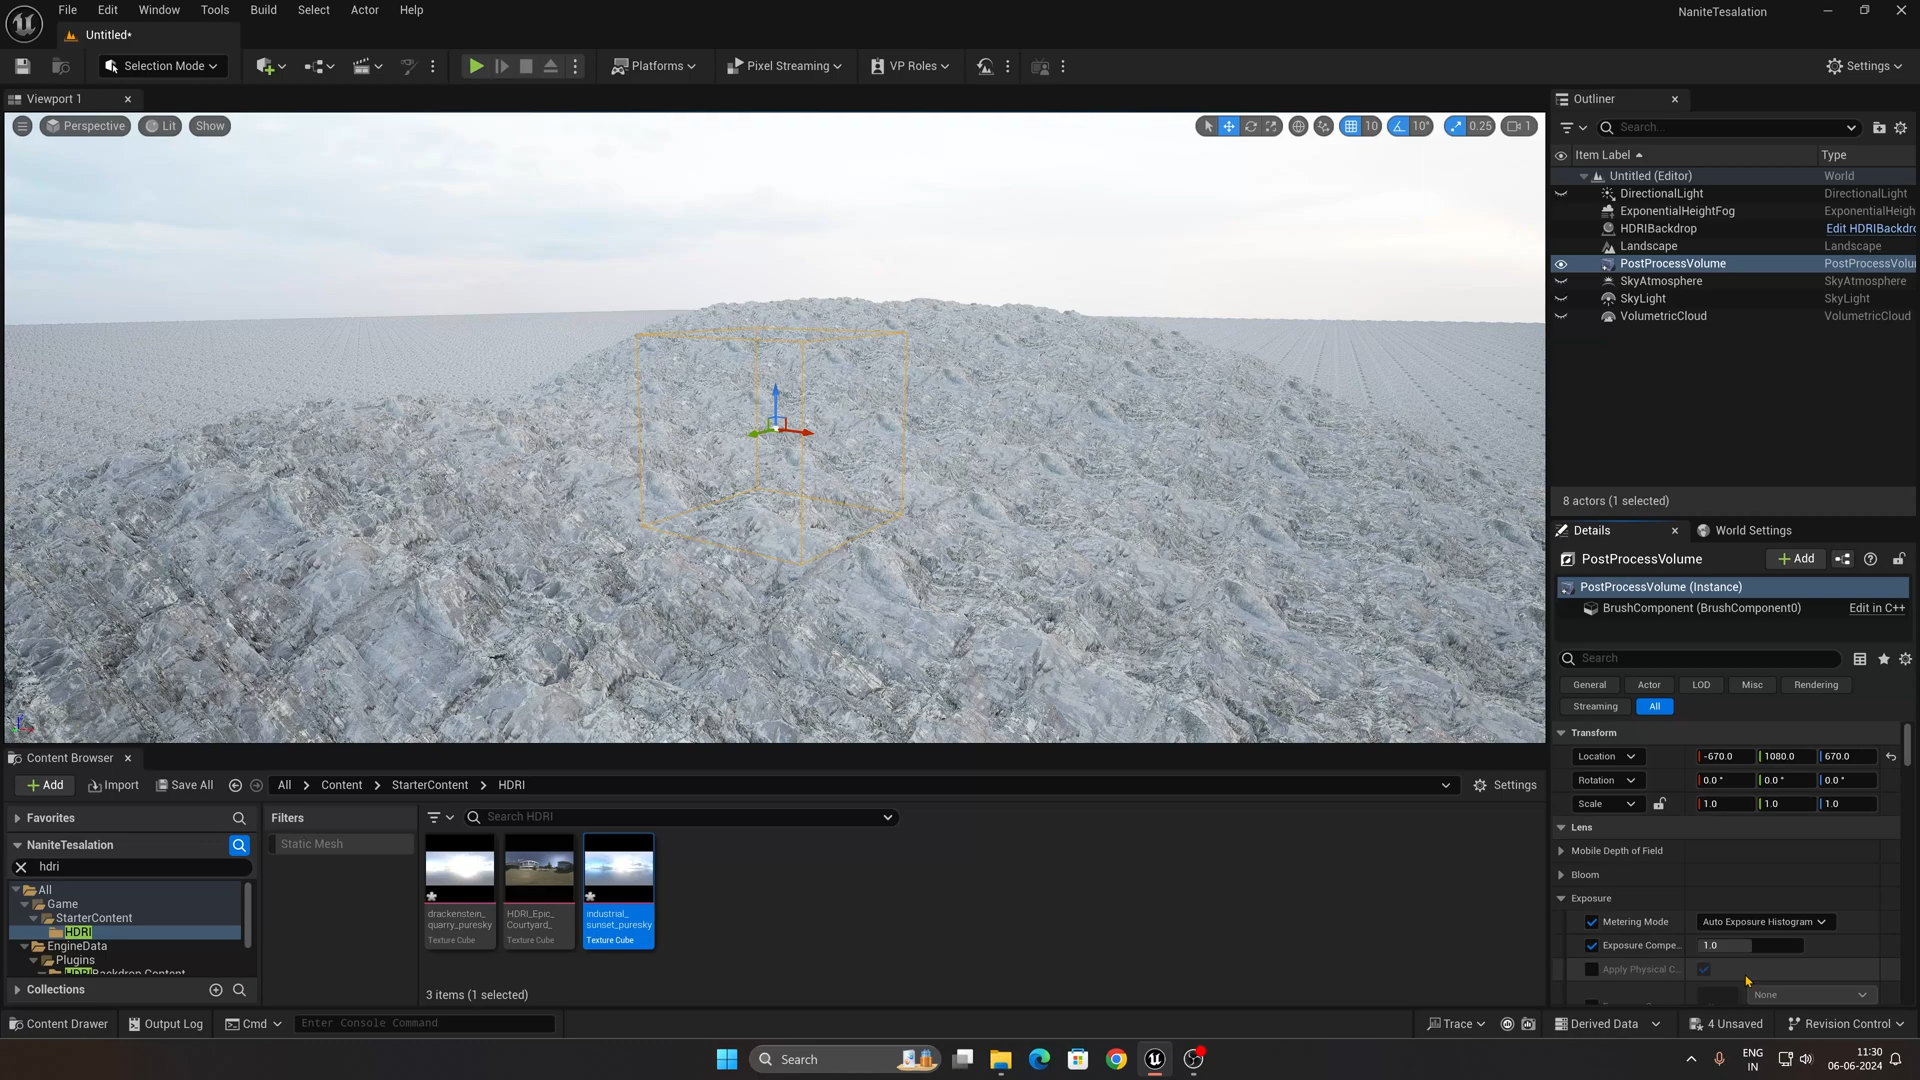 File Edit Window Tools Build Select Actor Help
NaniteTesalation
Untitled*
Selection Mode
Platforms
Pixel Streaming
VP Roles
Settings
Viewport 1
Perspective
Lit
Show
10
10°
0.25
1
Outliner
Search...
Item Label
Type
Untitled (Editor) World
DirectionalLight DirectionalLight
ExponentialHeightFog ExponentialHeigh
HDRIBackdrop Edit HDRIBackdro
Landscape Landscape
PostProcessVolume PostProcessVolu
SkyAtmosphere SkyAtmosphere
SkyLight SkyLight
VolumetricCloud VolumetricCloud
8 actors (1 selected)
Details
World Settings
PostProcessVolume
Add
PostProcessVolume (Instance)
BrushComponent (BrushComponent0) Edit in C++
Search
General Actor LOD Misc Rendering
Streaming All
Transform
Location -670.0 1080.0 670.0
Rotation 0.0 ° 0.0 ° 0.0 °
Scale 1.0 1.0 1.0
Lens
Mobile Depth of Field
Bloom
Exposure
Metering Mode Auto Exposure Histogram
Exposure Compe... 1.0
Apply Physical C...
None
Content Browser
Add Import Save All All Content StarterContent HDRI Settings
Favorites
NaniteTesalation
hdri
All
Game
StarterContent
HDRI
EngineData
Plugins
HDRIBackdrop Content
Collections
Filters
Static Mesh
Search HDRI
drackenstein_
quarry_puresky
Texture Cube
HDRI_Epic_
Courtyard_
Texture Cube
industrial_
sunset_puresky
Texture Cube
3 items (1 selected)
Content Drawer Output Log Cmd Enter Console Command Trace Derived Data 4 Unsaved Revision Control
Search
ENG
IN
11:30
06-06-2024